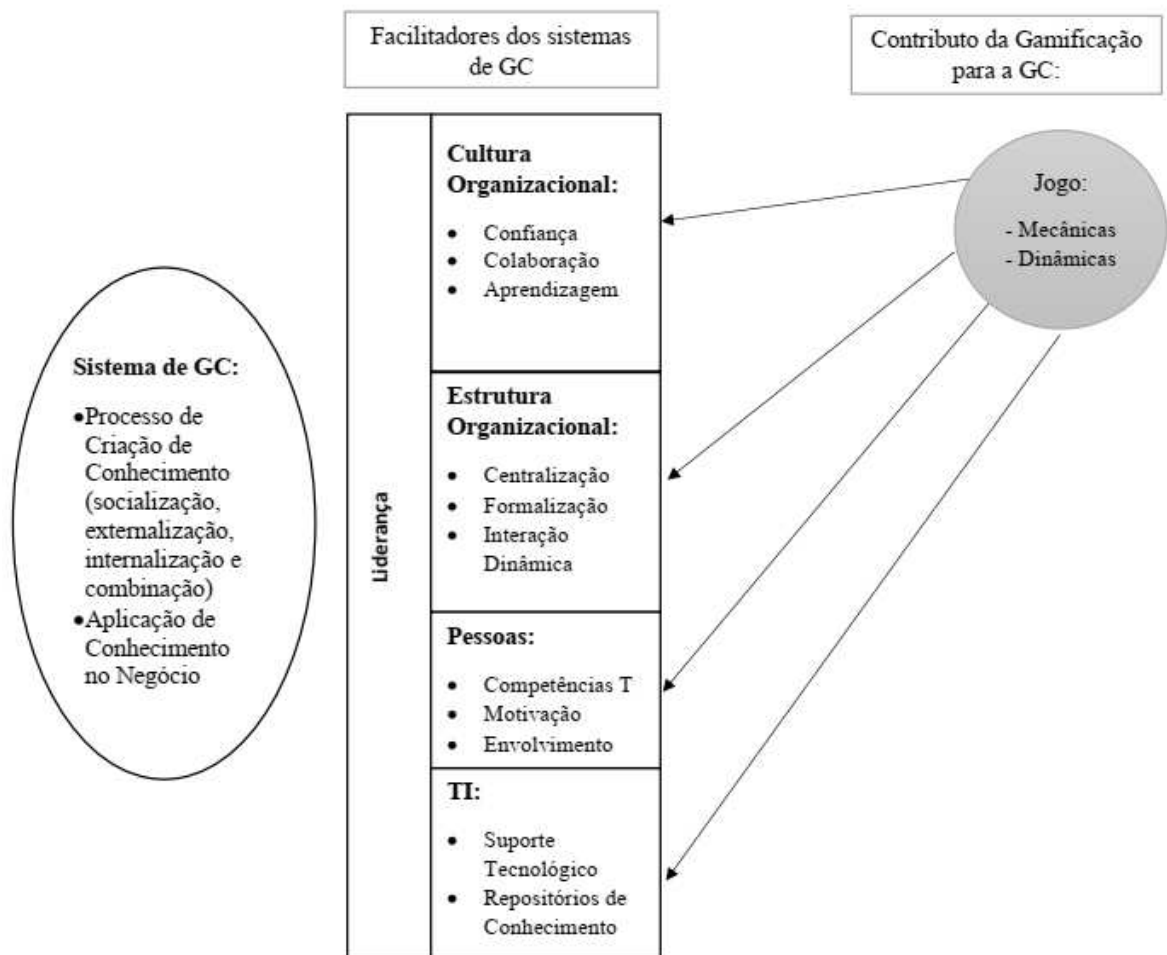 Facilitadores dos sistemas
de GC
Contributo da Gamificação
para a GC:
Sistema de GC:
•Processo de
Criação de
Conhecimento
(socialização,
externalização,
internalização e
combinação)
•Aplicação de
Conhecimento
no Negócio
Liderança
Cultura
Organizacional:
• Confiança
• Colaboração
• Aprendizagem
Estrutura
Organizacional:
• Centralização
• Formalização
• Interação
Dinâmica
Pessoas:
• Competências T
• Motivação
• Envolvimento
TI:
• Suporte
Tecnológico
• Repositórios de
Conhecimento
Jogo:
- Mecânicas
- Dinâmicas